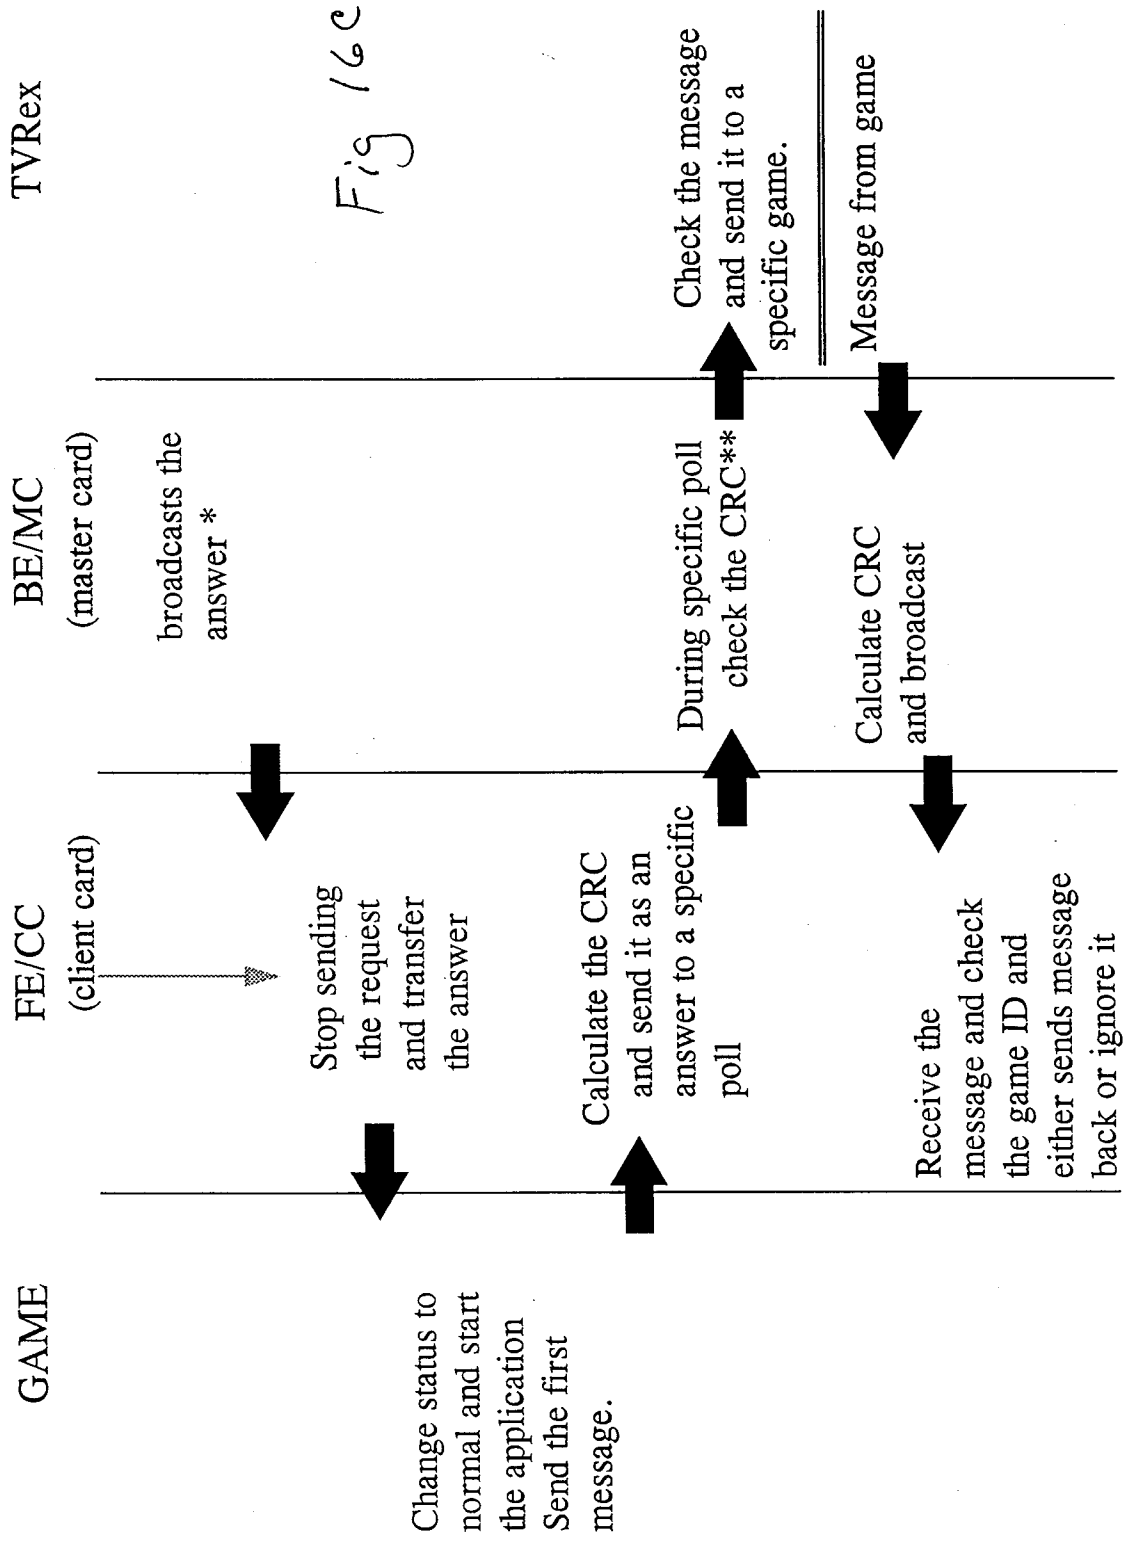 GAME
FE/CC
(client card)
BE/MC
(master card)
TVRex
broadcasts the
answer *
Stop sending
the request
and transfer
the answer
Fig 16C
Change status to
normal and start
the application
Send the first
message.
Calculate the CRC
and send it as an
answer to a specific
poll
During specific poll
check the CRC**
Check the message
and send it to a
specific game.
Message from game
Calculate CRC
and broadcast
Receive the
message and check
the game ID and
either sends message
back or ignore it